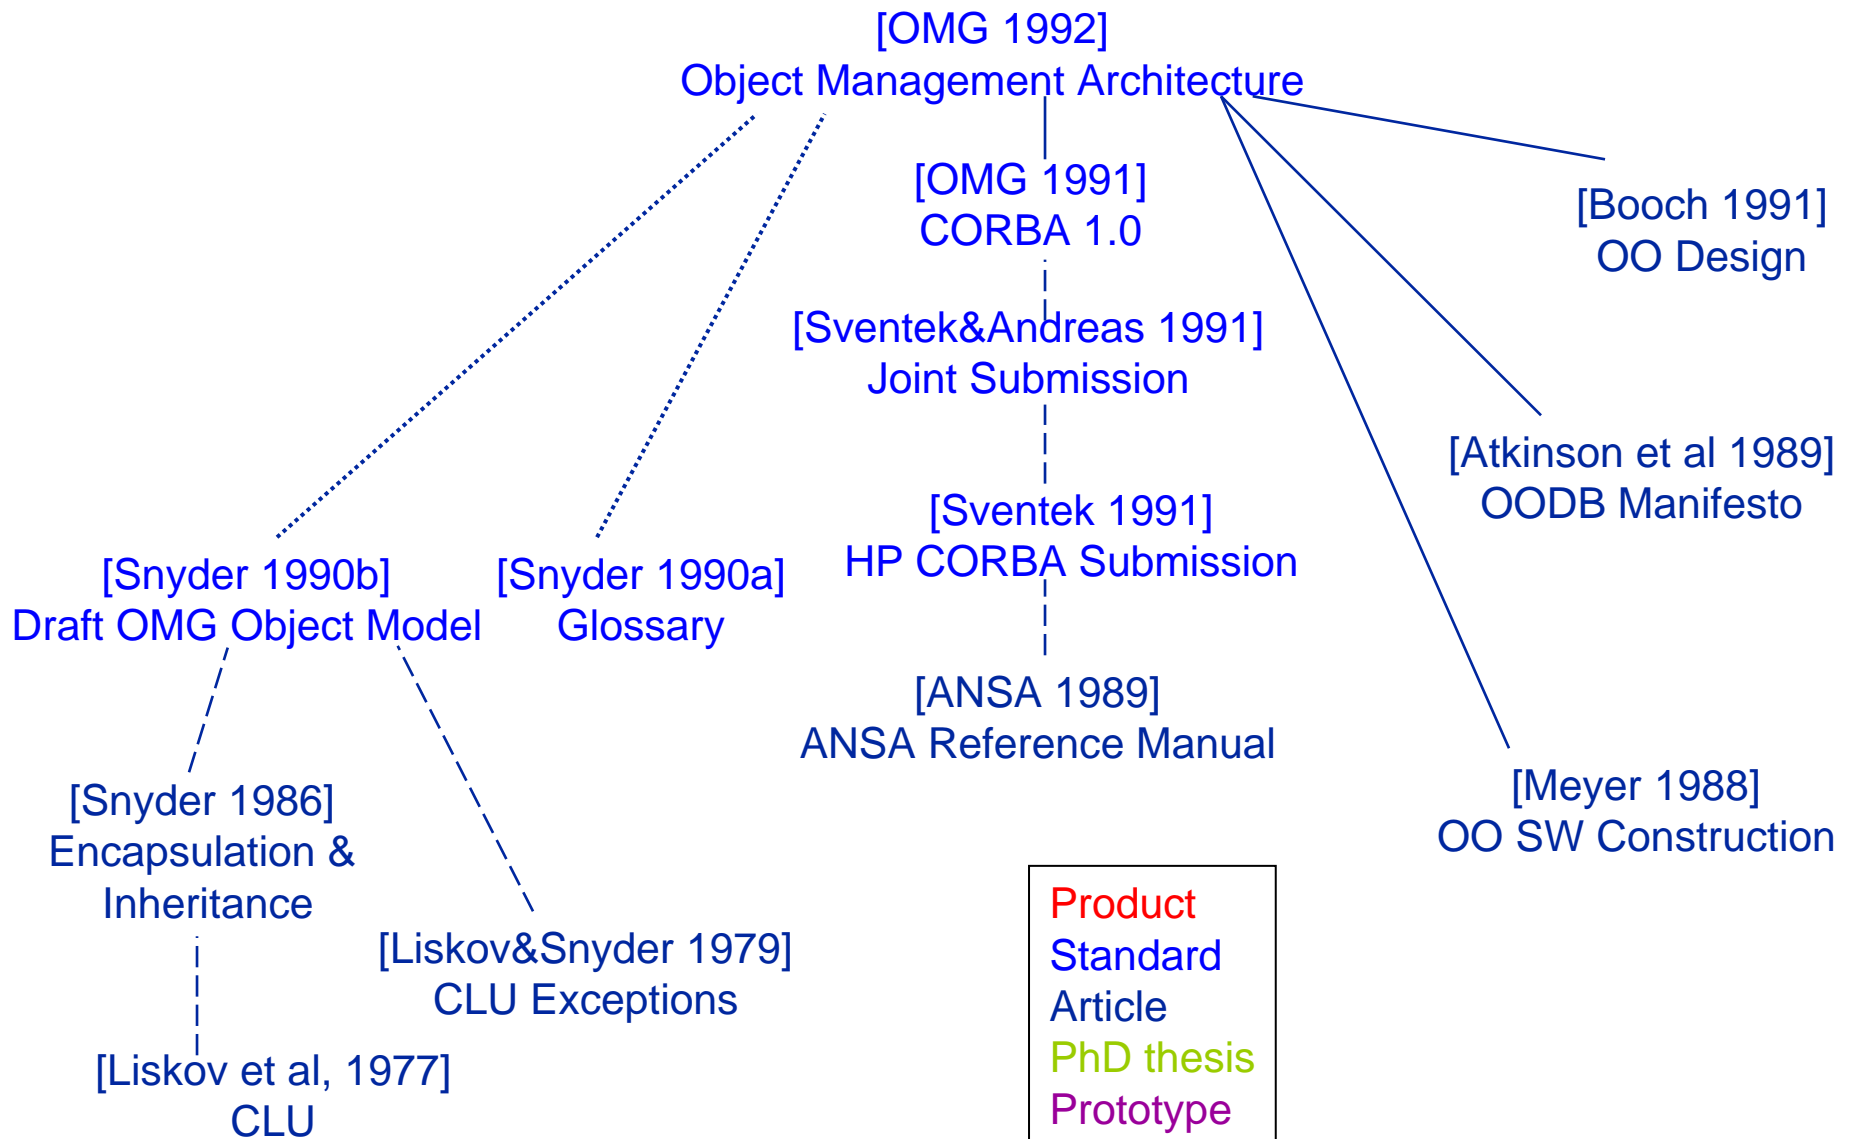 [OMG 1992]
Object Management Architecture
[OMG 1991]
CORBA 1.0
[Booch 1991]
OO Design
[Sventek&Andreas 1991]
Joint Submission
[Atkinson et al 1989]
OODB Manifesto
[Sventek 1991]
HP CORBA Submission
[Snyder 1990b]
Draft OMG Object Model
[Snyder 1990a]
Glossary
[ANSA 1989]
ANSA Reference Manual
[Snyder 1986]
Encapsulation &
Inheritance
[Meyer 1988]
OO SW Construction
[Liskov&Snyder 1979]
CLU Exceptions
[Liskov et al, 1977]
CLU
Product
Standard
Article
PhD thesis
Prototype